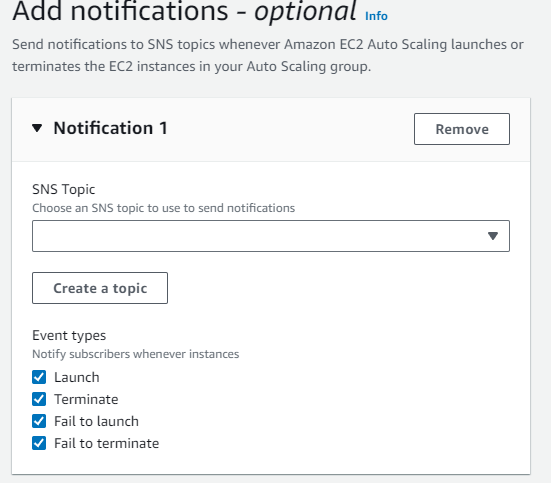 Add notifications - optional Info
Send notifications to SNS topics whenever Amazon EC2 Auto Scaling launches or
terminates the EC2 instances in your Auto Scaling group.
Notification 1
Remove
SNS Topic
Choose an SNS topic to use to send notifications
Create a topic
Event types
Notify subscribers whenever instances
Launch
Terminate
Fail to launch
Fail to terminate